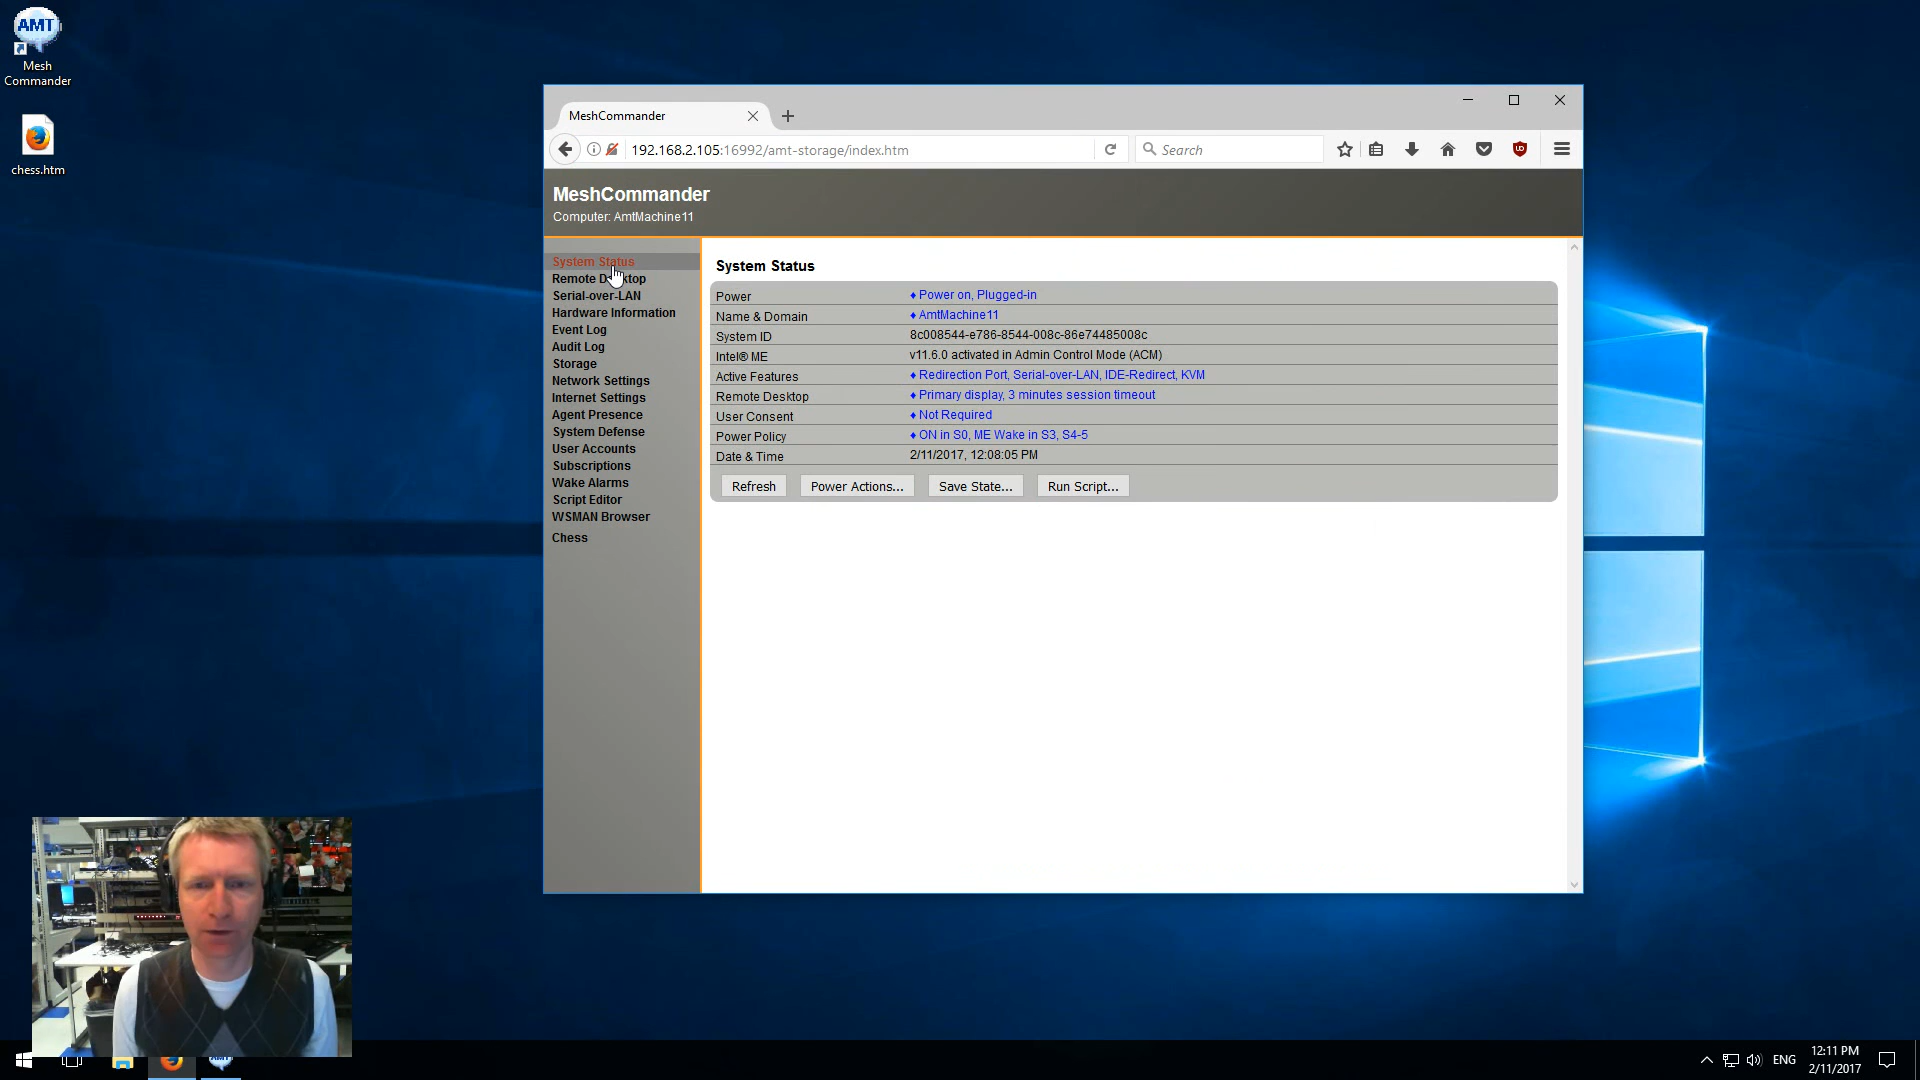 AMT
Mesh
Commander
chess.htm
MeshCommander
192.168.2.105:16992/amt-storage/index.htm
Search
MeshCommander
Computer: AmtMachine11
System Status
Remote Desktop
Serial-over-LAN
Hardware Information
Event Log
Audit Log
Storage
Network Settings
Internet Settings
Agent Presence
System Defense
User Accounts
Subscriptions
Wake Alarms
Script Editor
WSMAN Browser
Chess
System Status
Power ♦ Power on, Plugged-in
Name & Domain ♦ AmtMachine11
System ID 8c008544-e786-8544-008c-86e74485008c
Intel® ME v11.6.0 activated in Admin Control Mode (ACM)
Active Features ♦ Redirection Port, Serial-over-LAN, IDE-Redirect, KVM
Remote Desktop ♦ Primary display, 3 minutes session timeout
User Consent ♦ Not Required
Power Policy ♦ ON in S0, ME Wake in S3, S4-5
Date & Time 2/11/2017, 12:08:05 PM
Refresh Power Actions... Save State... Run Script...
ENG
12:11 PM
2/11/2017